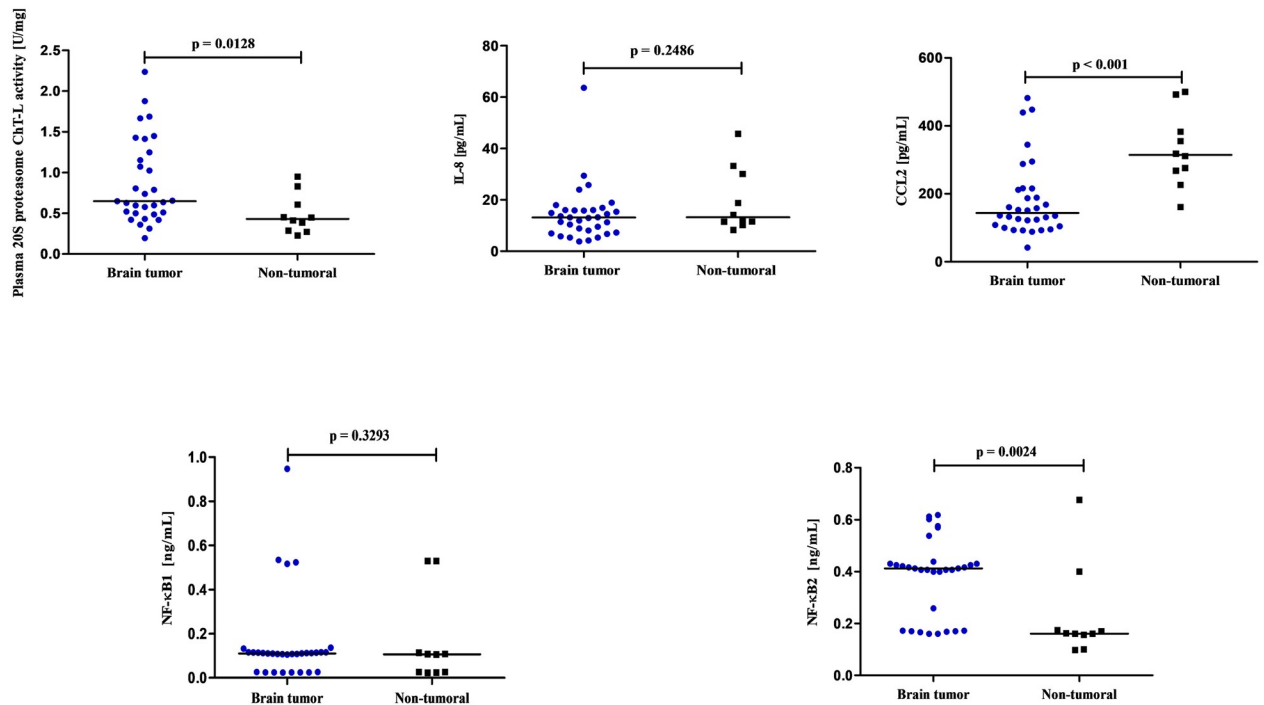 Plasma 20S proteasome ChT-L activity [U/mg]
p = 0.0128
2.5
2.0
1.5
1.0
0.5
0.0
Brain tumor
Non-tumoral
IL-8 [pg/mL]
p = 0.2486
80
60
40
20
0
Brain tumor
Non-tumoral
CCL2 [pg/mL]
p < 0.001
600
400
200
0
Brain tumor
Non-tumoral
NF-κB1 [ng/mL]
p = 0.3293
1.0
0.8
0.6
0.4
0.2
0.0
Brain tumor
Non-tumoral
NF-κB2 [ng/mL]
p = 0.0024
0.8
0.6
0.4
0.2
0.0
Brain tumor
Non-tumoral